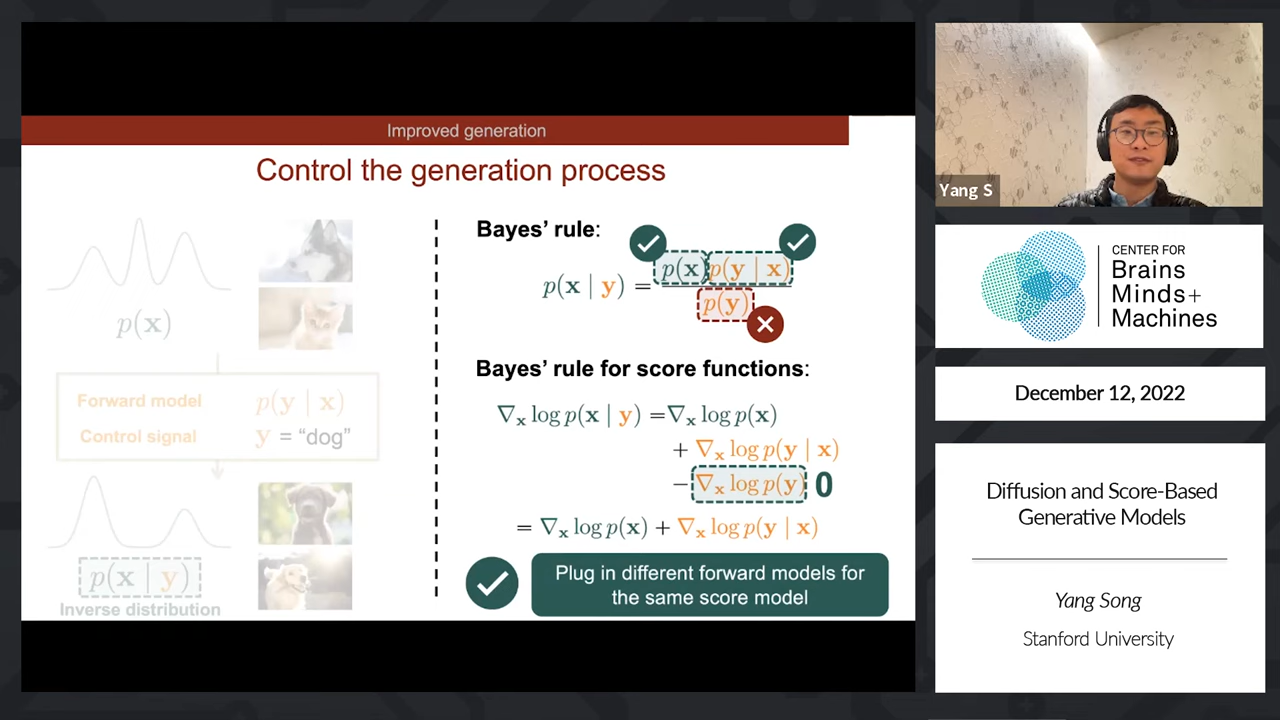 Improved generation
Control the generation process
p(x)
Forward model p(y | x)
Control signal y = “dog”
p(x | y)
Inverse distribution
Bayes’ rule:
p(x | y) = p(x)p(y | x)
p(y)
Bayes’ rule for score functions:
∇x log p(x | y) =∇x log p(x)
+ ∇x log p(y | x)
− ∇x log p(y) 0
= ∇x log p(x) + ∇x log p(y | x)
Plug in different forward models for
the same score model
Yang S
CENTER FOR
Brains
Minds+
Machines
December 12, 2022
Diffusion and Score-Based
Generative Models
Yang Song
Stanford University